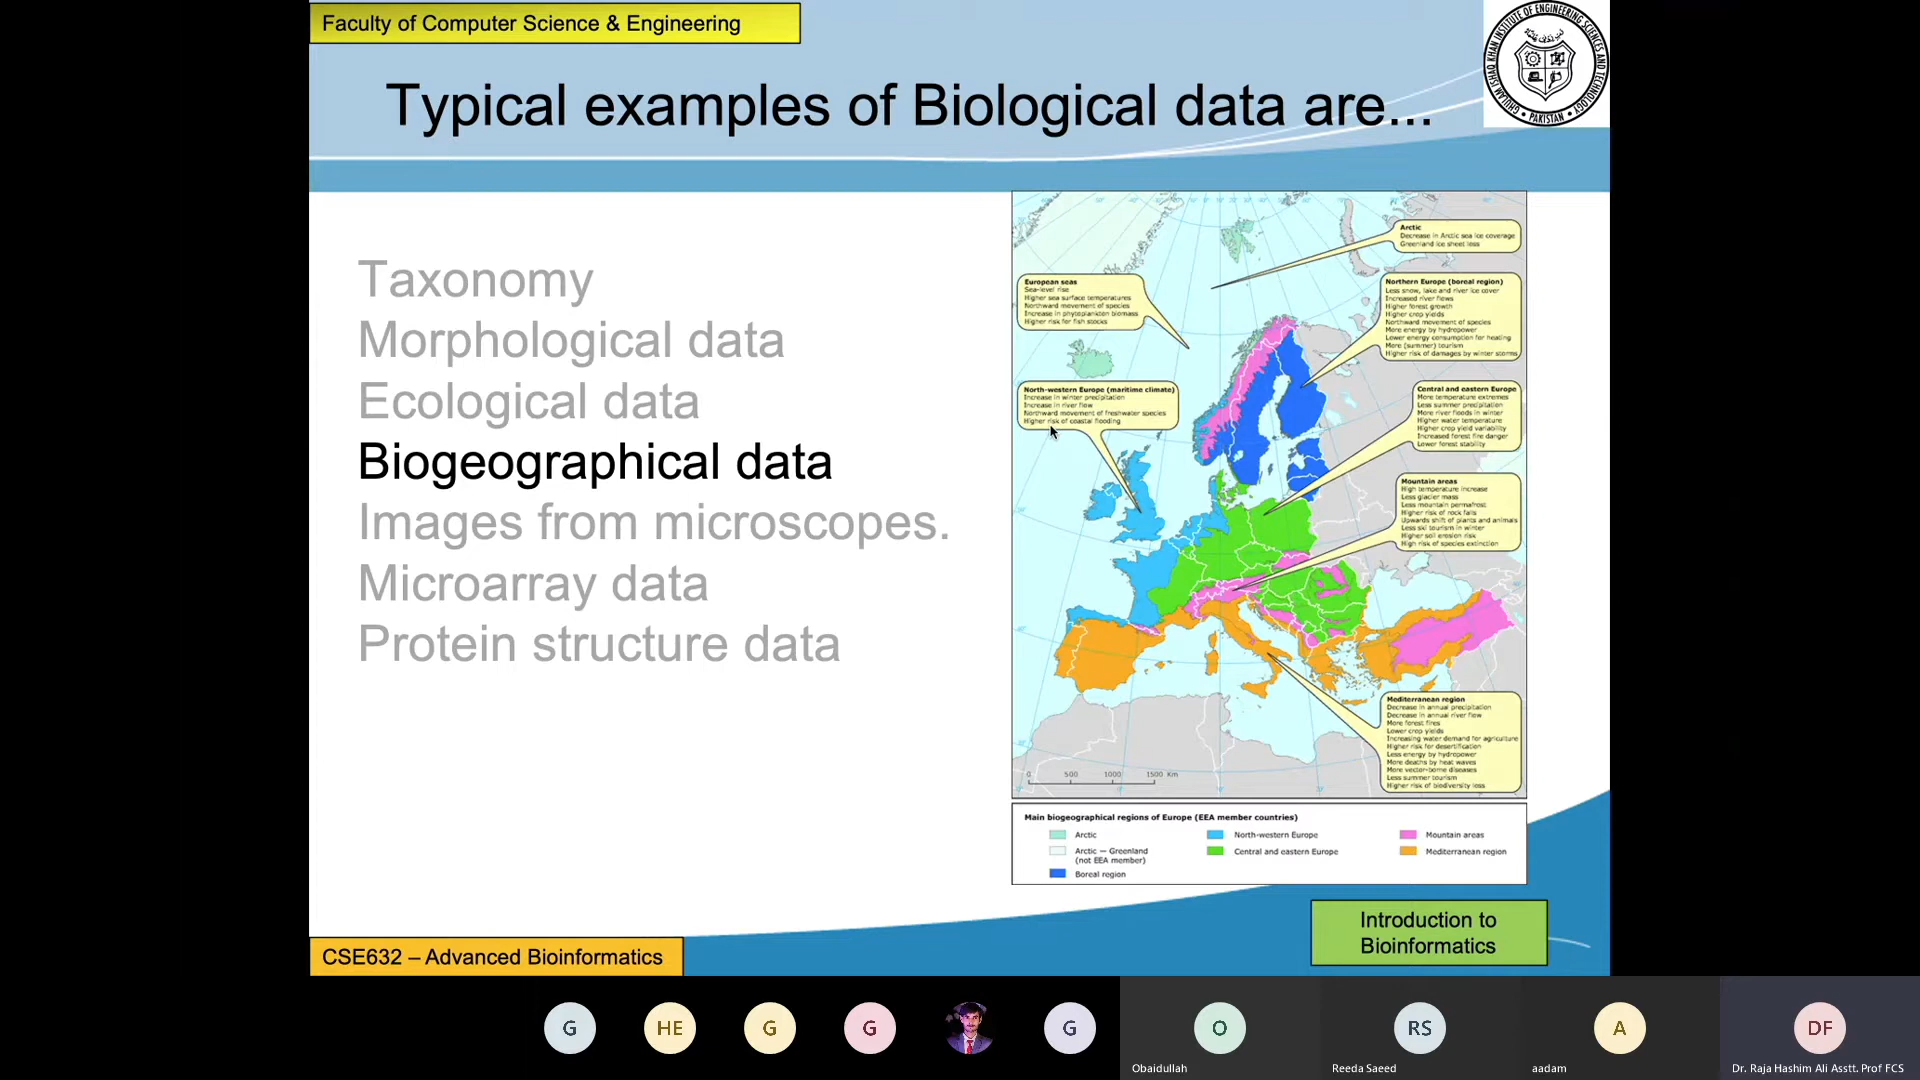 Faculty of Computer Science & Engineering
GHULAM ISHAQ KHAN INSTITUTE OF ENGINEERING SCIENCES AND TECHNOLOGY
• PAKISTAN •
Typical examples of Biological data are...
Taxonomy
Morphological data
Ecological data
Biogeographical data
Images from microscopes.
Microarray data
Protein structure data
Arctic
Decrease in Arctic sea ice coverage
Greenland ice sheet loss
European seas
Sea-level rise
Higher sea surface temperatures
Northward movement of species
Increase in phytoplankton biomass
Higher risk for fish stocks
Northern Europe (boreal region)
Less snow, lake and river ice cover
Increased river flows
Higher forest growth
Higher crop yields
Northward movement of species
More energy by hydropower
Lower energy consumption for heating
More (summer) tourism
Higher risk of damages by winter storms
North-western Europe (maritime climate)
Increase in winter precipitation
Increase in river flow
Northward movement of freshwater species
Higher risk of coastal flooding
Central and eastern Europe
More temperature extremes
Less summer precipitation
More river floods in winter
Higher water temperature
Higher crop yield variability
Increased forest fire danger
Lower forest stability
Mountain areas
High temperature increase
Less glacier mass
Less mountain permafrost
Higher risk of rock falls
Upwards shift of plants and animals
Less ski tourism in winter
Higher soil erosion risk
High risk of species extinction
Mediterranean region
Decrease in annual precipitation
Decrease in annual river flow
More forest fires
Lower crop yields
Increasing water demand for agriculture
Higher risk for desertification
Less energy by hydropower
More deaths by heat waves
More vector-borne diseases
Less summer tourism
Higher risk of biodiversity loss
0 500 1000 1500 Km
Main biogeographical regions of Europe (EEA member countries)
Arctic
Arctic — Greenland
(not EEA member)
Boreal region
North-western Europe
Central and eastern Europe
Mountain areas
Mediterranean region
Introduction to
Bioinformatics
CSE632 – Advanced Bioinformatics
G HE G G G O RS A DF
Obaidullah
Reeda Saeed
aadam
Dr. Raja Hashim Ali Asstt. Prof FCS